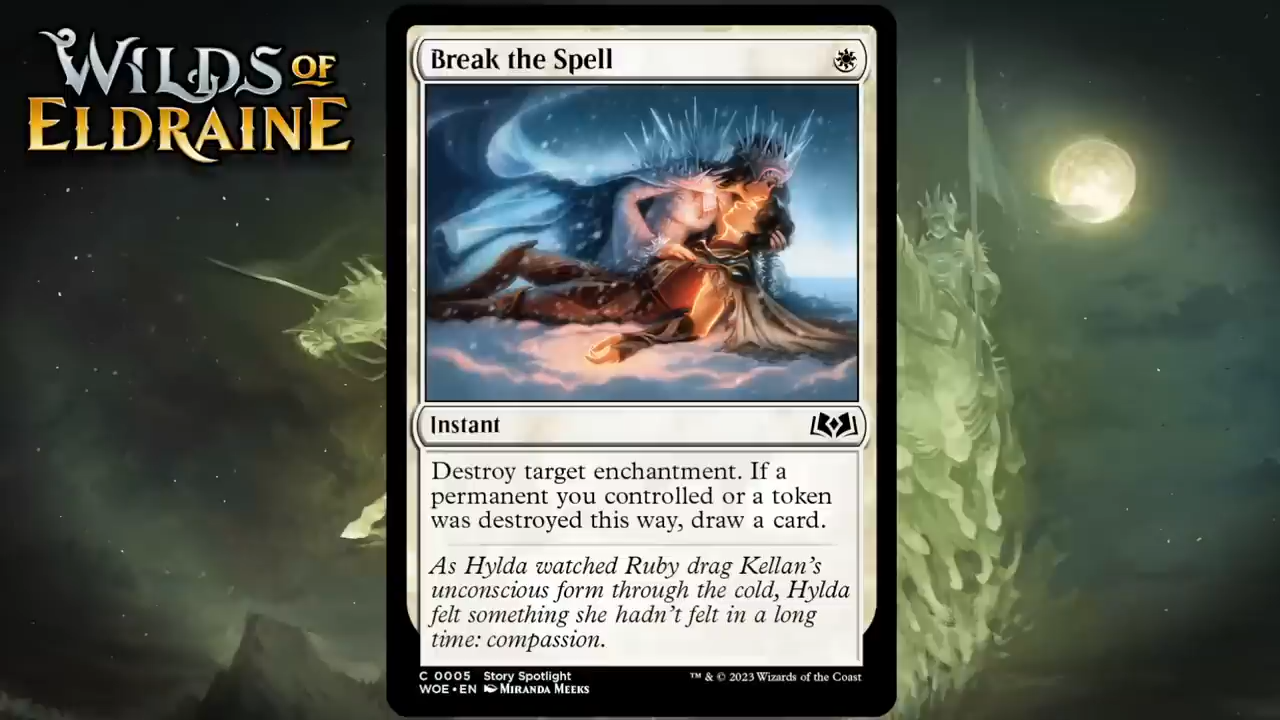 WILDS OF
ELDRAINE
Break the Spell
Instant
Destroy target enchantment. If a
permanent you controlled or a token
was destroyed this way, draw a card.
As Hylda watched Ruby drag Kellan's
unconscious form through the cold, Hylda
felt something she hadn't felt in a long
time: compassion.
C 0005 Story Spotlight
WOE • EN Miranda Meeks
™ & © 2023 Wizards of the Coast